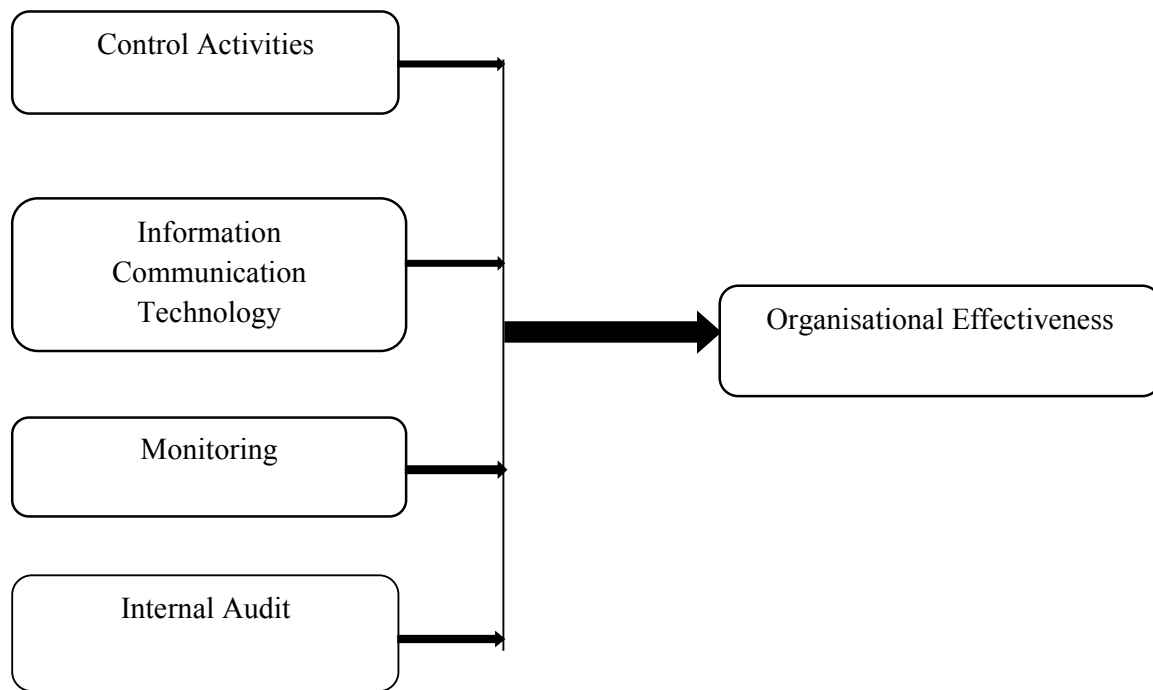 Control Activities
Information
Communication
Technology
Organisational Effectiveness
Monitoring
Internal Audit